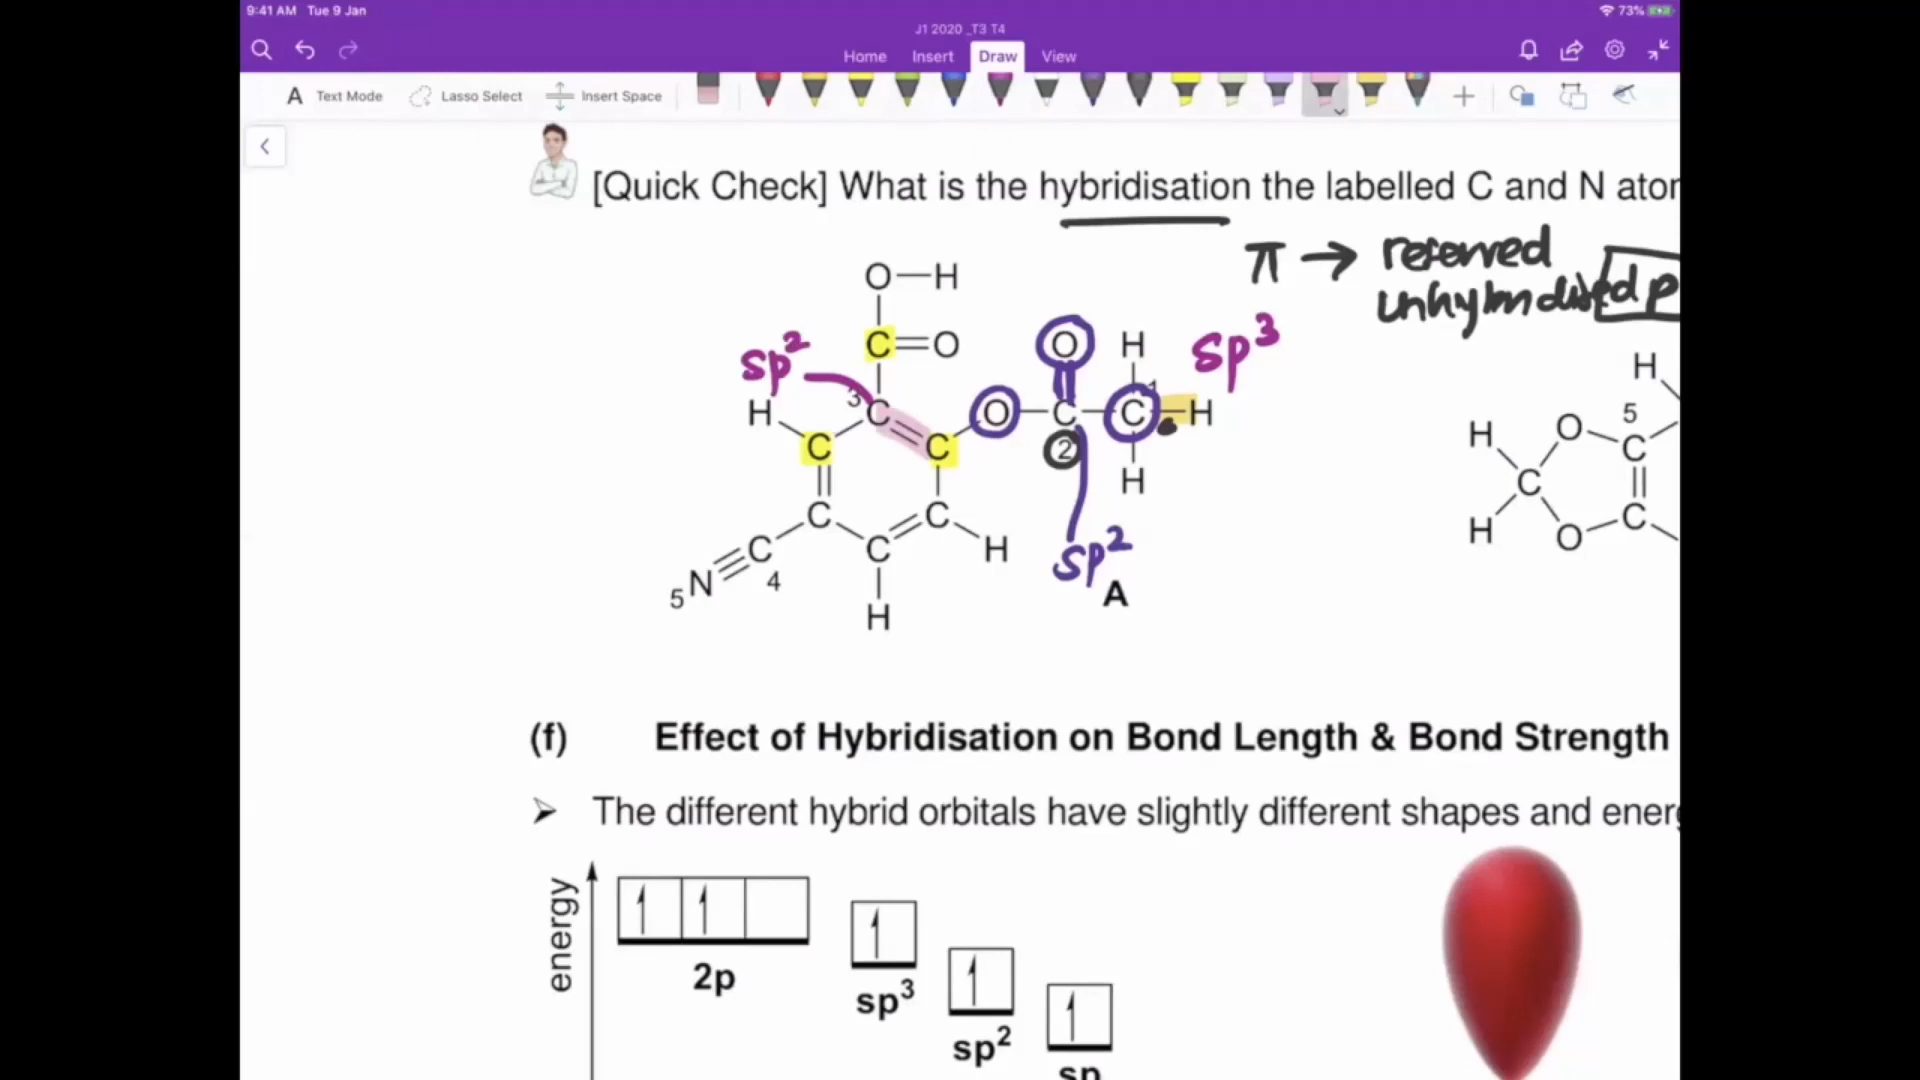 9:41 AM Tue 9 Jan
73%
J1 2020 _T3 T4
Home Insert Draw View
A Text Mode Lasso Select Insert Space
[Quick Check] What is the hybridisation the labelled C and N
π → reserved
unhybridised p
O—H
sp²
C=O
O
H
sp³
H
3
C
O
C
C
1
H
C
C
2
H
C
C
H
sp²
N≡C
5
4
C
H
A
H
H
5
O
C
H
C
H
O
C
(f) Effect of Hybridisation on Bond Length & Bond Strength
➢ The different hybrid orbitals have slightly different shapes and
energy
2p
sp³
sp²
sp